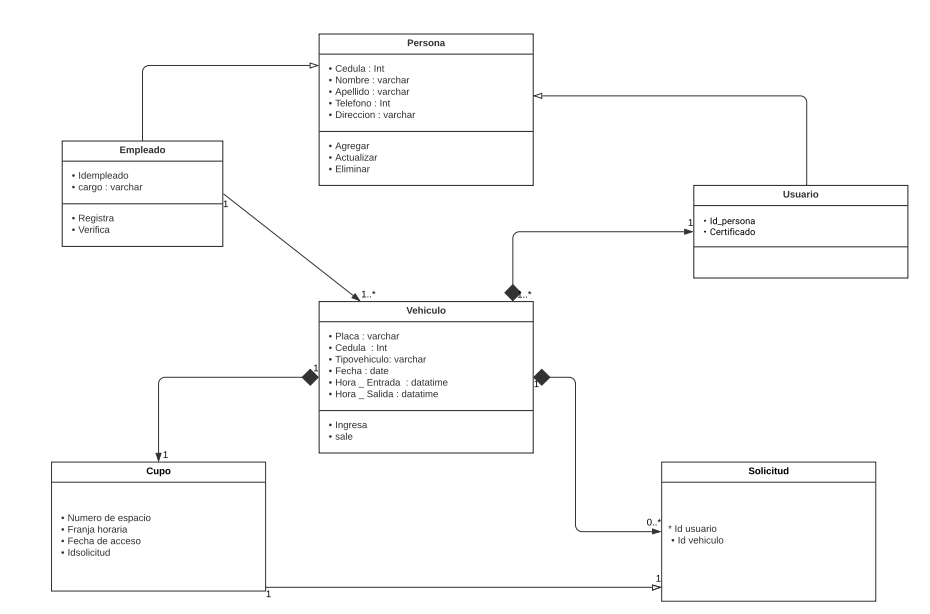 Persona
• Cedula : Int
• Nombre : varchar
• Apellido : varchar
• Telefono : Int
• Direccion : varchar
• Agregar
• Actualizar
• Eliminar
Empleado
• Idempleado
• cargo : varchar
• Registra
• Verifica
1
1..*
Usuario
• Id_persona
• Certificado
1
1..*
Vehiculo
• Placa : varchar
• Cedula : Int
• Tipovehiculo: varchar
• Fecha : date
• Hora _ Entrada : datatime
• Hora _ Salida : datatime
• Ingresa
• sale
1
1
1
Cupo
• Numero de espacio
• Franja horaria
• Fecha de acceso
• Idsolicitud
1
Solicitud
0..*
* Id usuario
• Id vehiculo
1